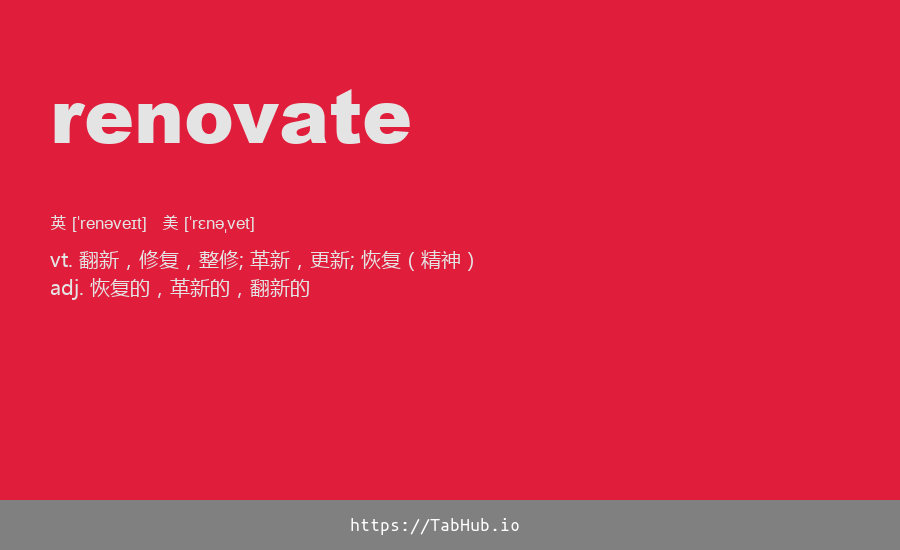 renovate
英 [ˈrenəveɪt] 美 [ˈrɛnəˌvet]
vt. 翻新，修复，整修; 革新，更新; 恢复（精神）
adj. 恢复的，革新的，翻新的
https://TabHub.io